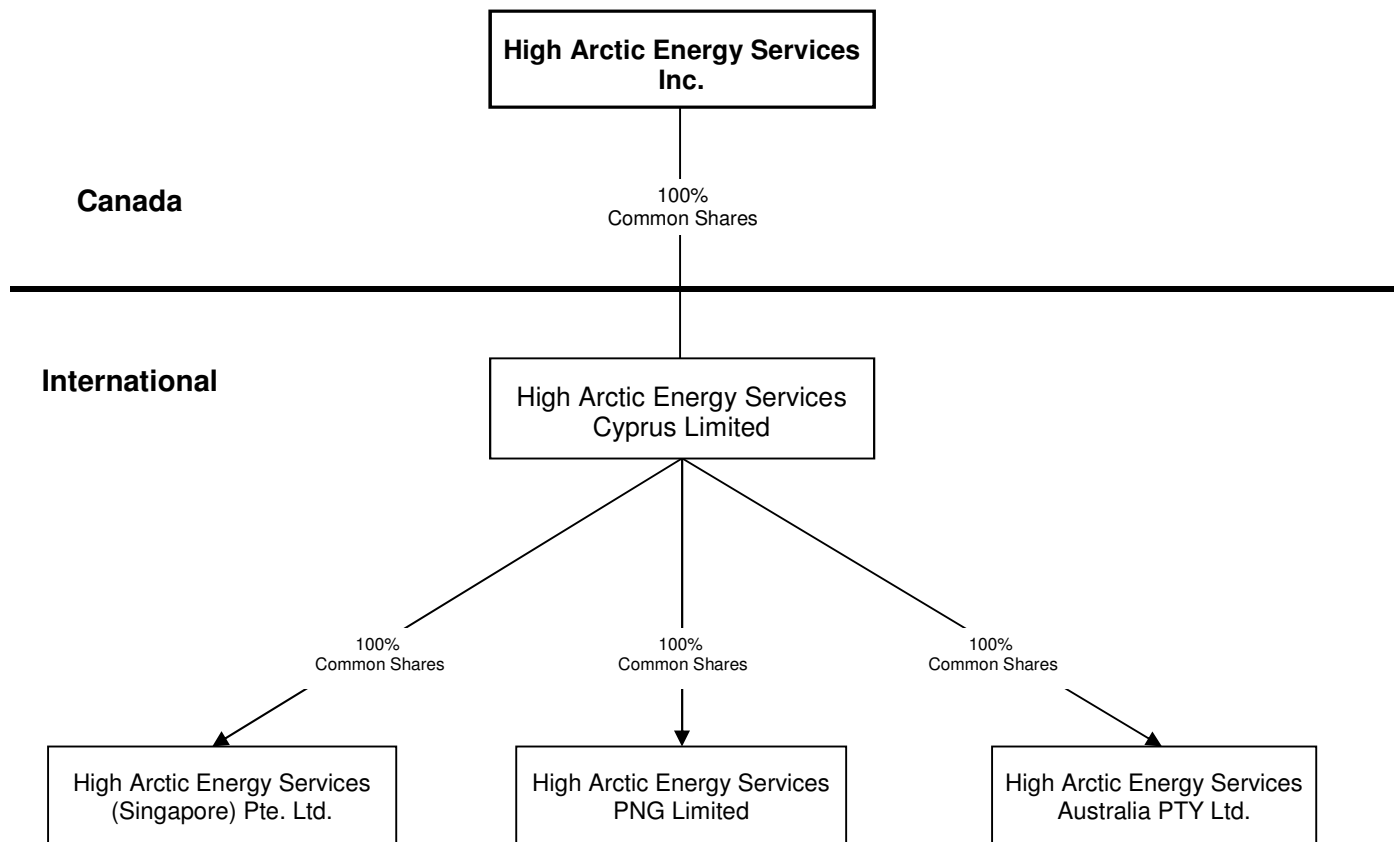 High Arctic Energy Services
Inc.
Canada
100%
Common Shares
International
High Arctic Energy Services
Cyprus Limited
100%
Common Shares
100%
Common Shares
100%
Common Shares
High Arctic Energy Services
(Singapore) Pte. Ltd.
High Arctic Energy Services
PNG Limited
High Arctic Energy Services
Australia PTY Ltd.